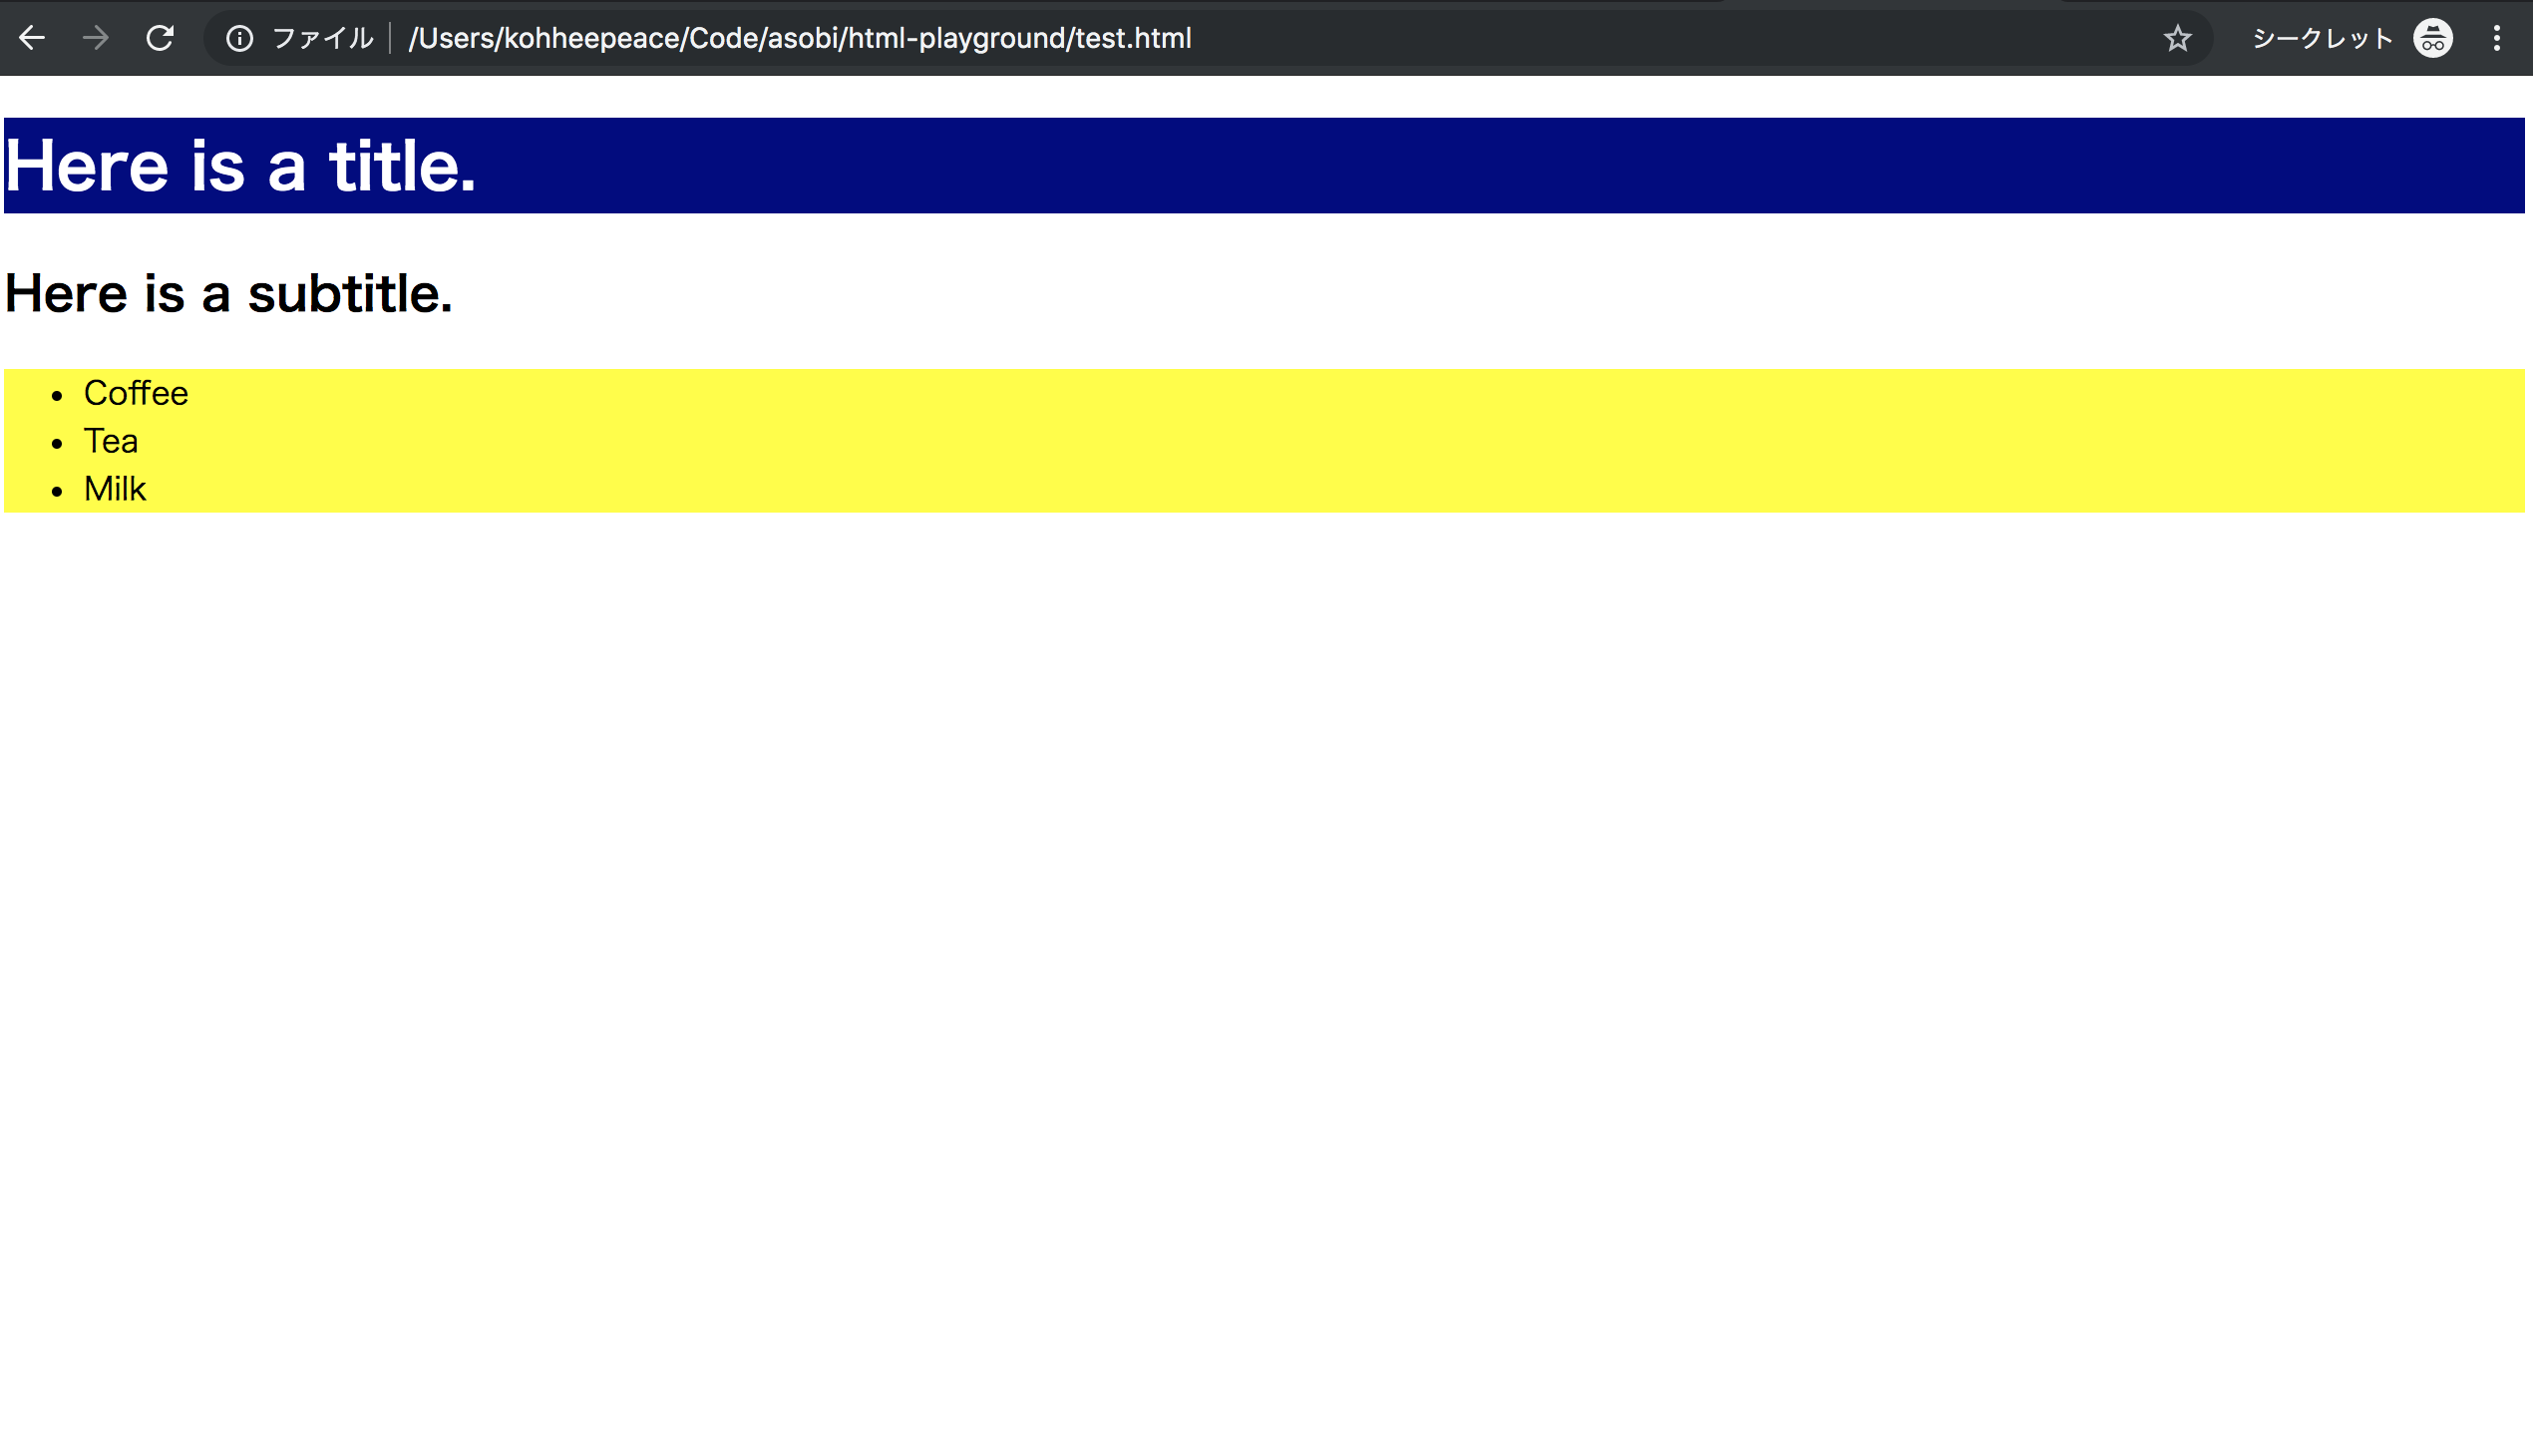 ファイル /Users/kohheepeace/Code/asobi/html-playground/test.html シークレット
Here is a title.
Here is a subtitle.
Coffee
Tea
Milk